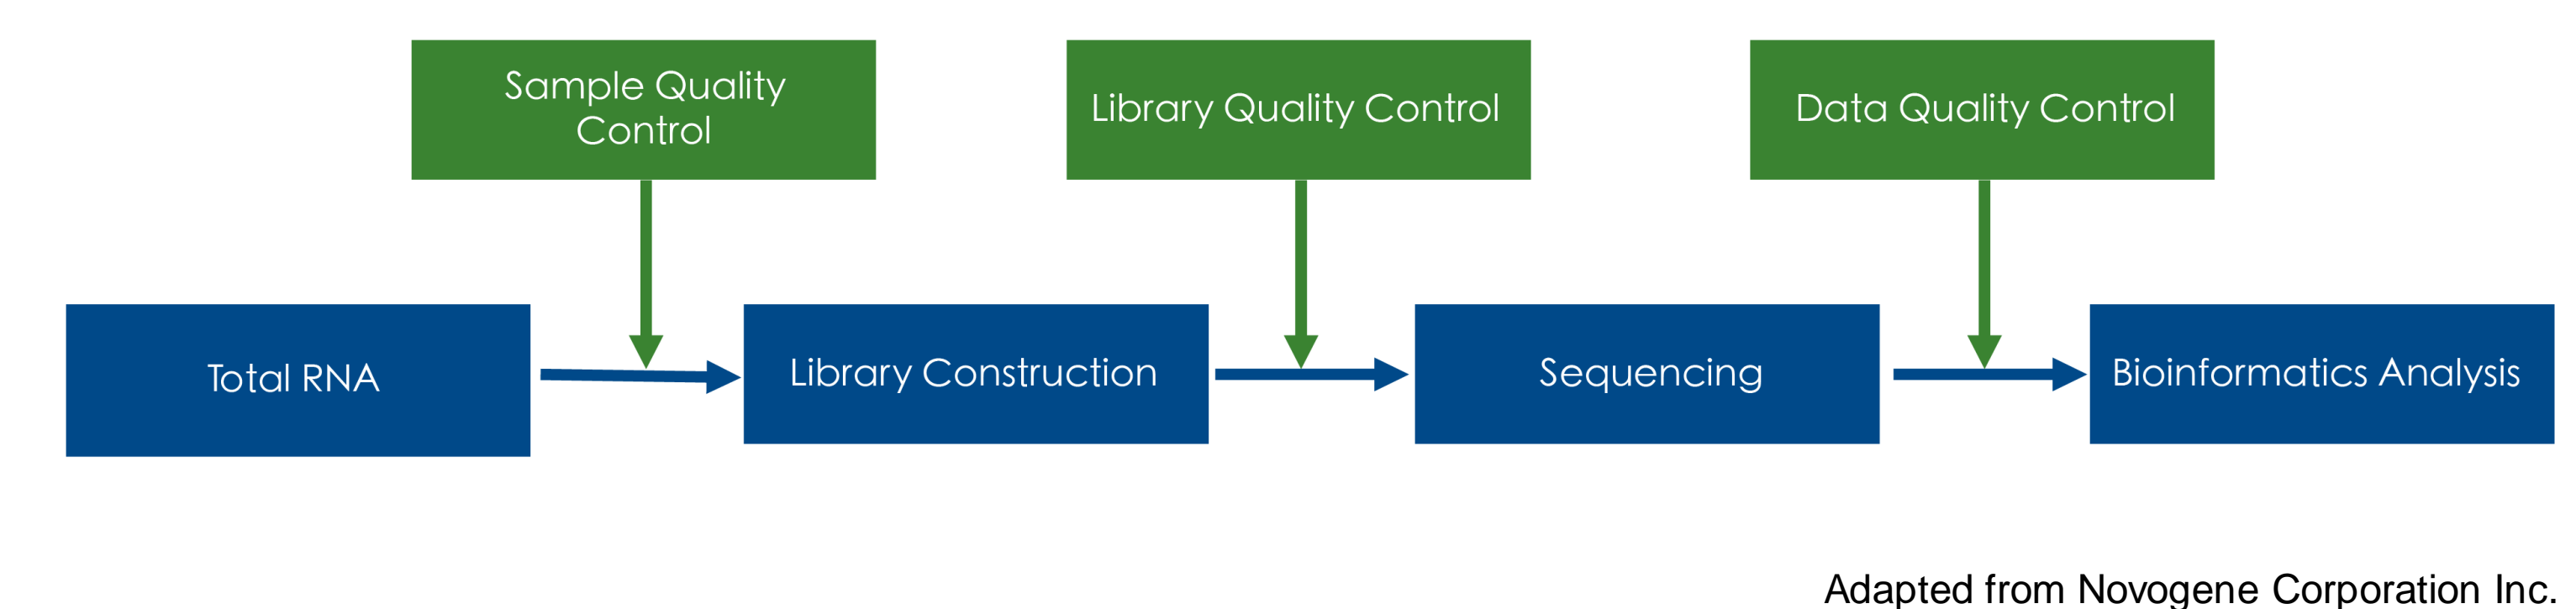 Sample Quality
Control
Library Quality Control
Data Quality Control
Total RNA
Library Construction
Sequencing
Bioinformatics Analysis
Adapted from Novogene Corporation Inc.